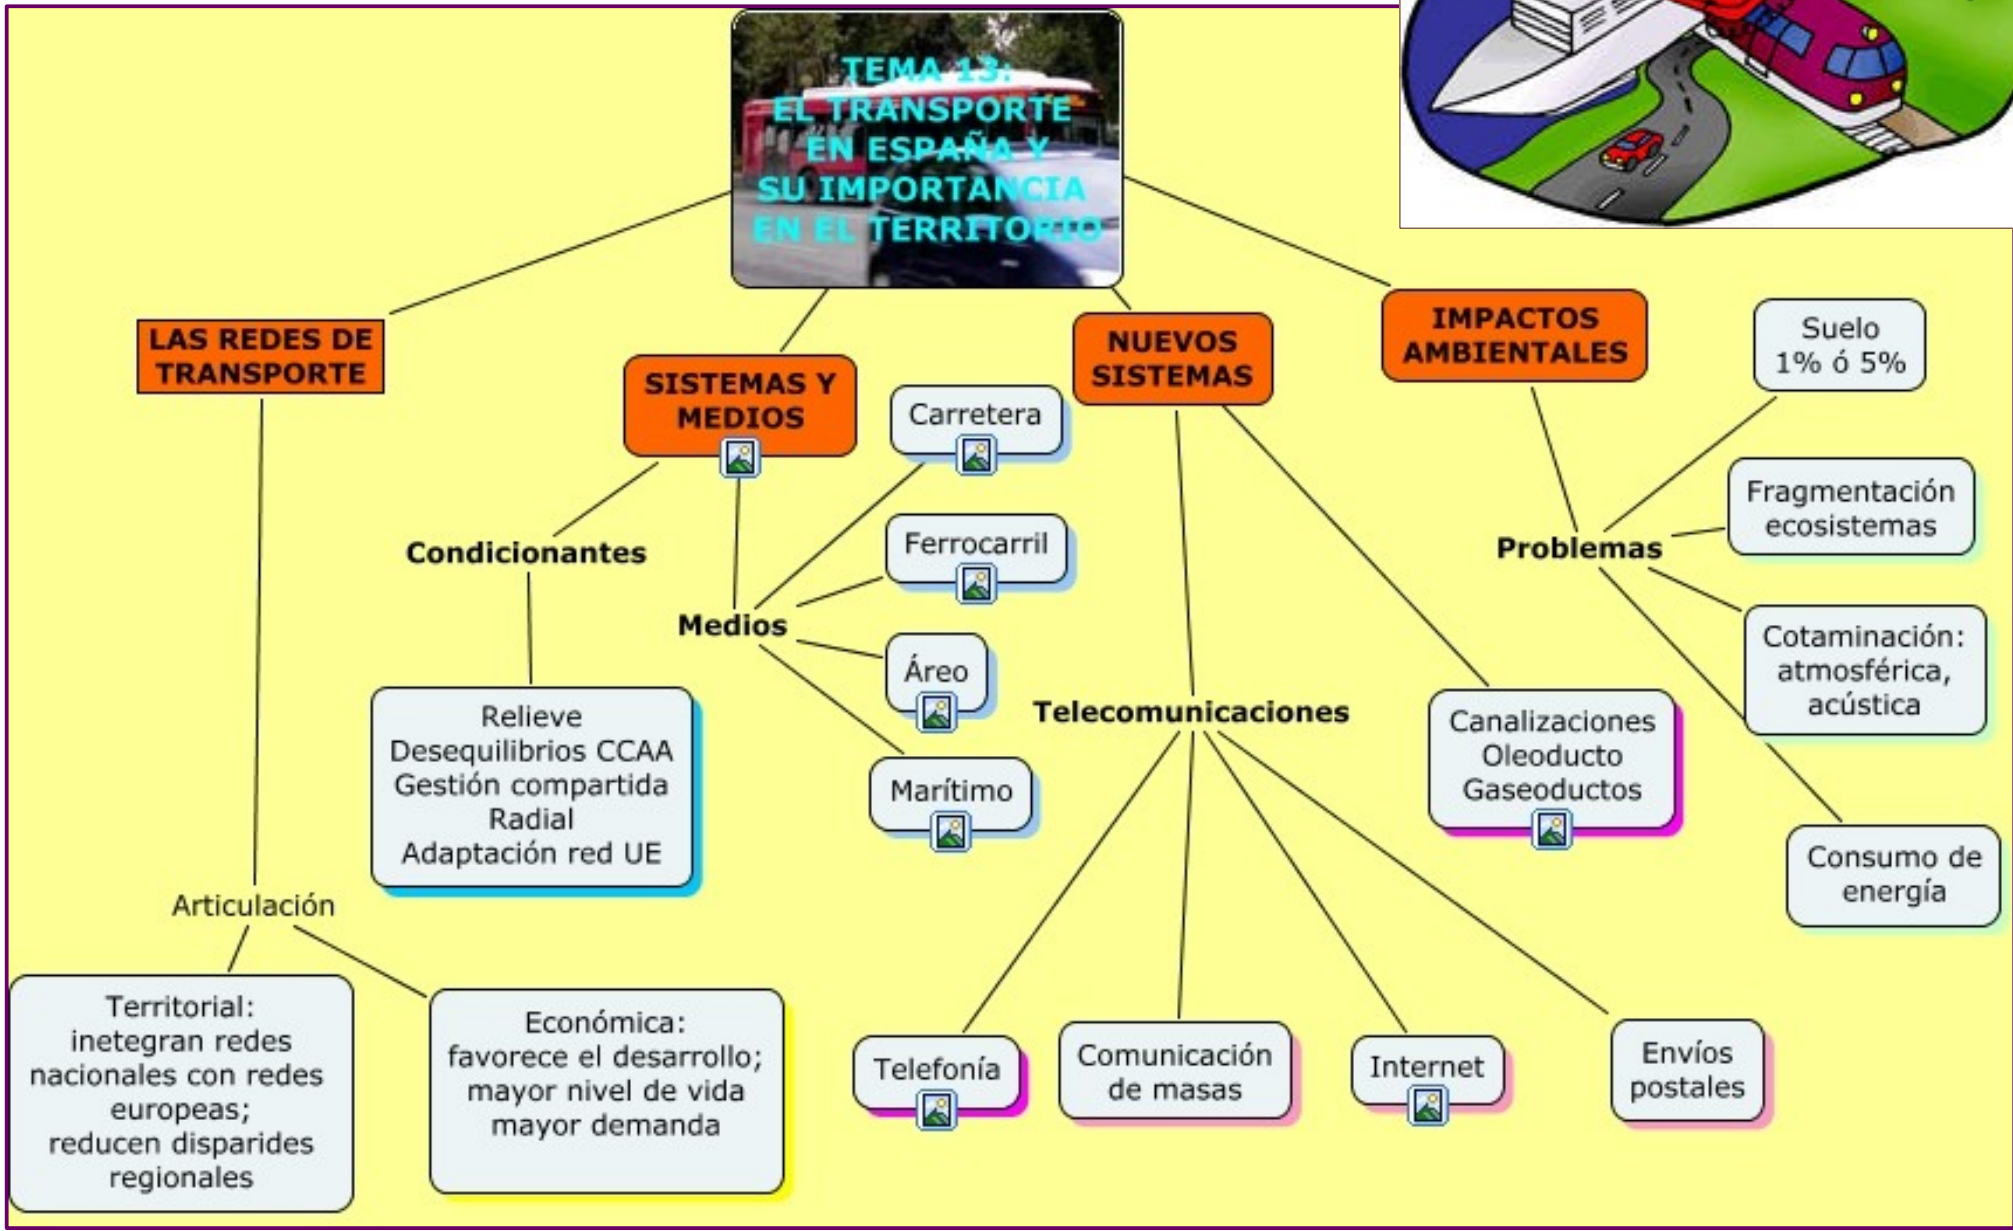 TEMA 13:
EL TRANSPORTE
EN ESPAÑA Y
SU IMPORTANCIA
EN EL TERRITORIO
LAS REDES DE
TRANSPORTE
Articulación
Territorial:
inetegran redes
nacionales con redes
europeas;
reducen disparides
regionales
Económica:
favorece el desarrollo;
mayor nivel de vida
mayor demanda
SISTEMAS Y
MEDIOS
Condicionantes
Relieve
Desequilibrios CCAA
Gestión compartida
Radial
Adaptación red UE
Medios
Carretera
Ferrocarril
Áreo
Marítimo
NUEVOS
SISTEMAS
Telecomunicaciones
Telefonía
Comunicación
de masas
Internet
Envíos
postales
Canalizaciones
Oleoducto
Gaseoductos
IMPACTOS
AMBIENTALES
Problemas
Suelo
1% ó 5%
Fragmentación
ecosistemas
Cotaminación:
atmosférica,
acústica
Consumo de
energía